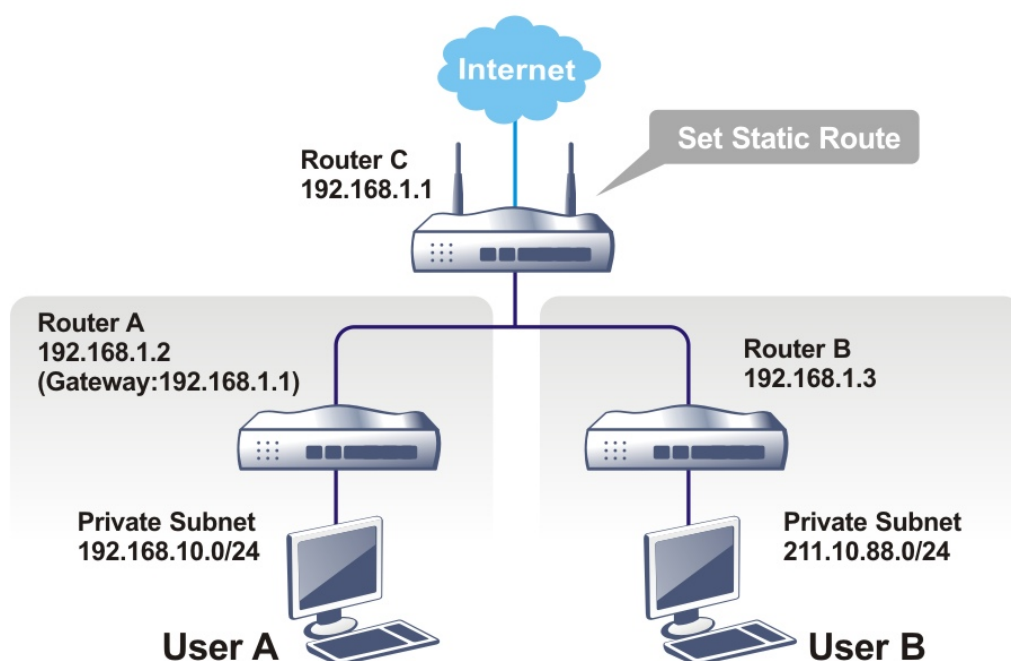 Internet
Set Static Route
Router C
192.168.1.1
Router A
192.168.1.2
(Gateway:192.168.1.1)
Router B
192.168.1.3
Private Subnet
192.168.10.0/24
Private Subnet
211.10.88.0/24
User A
User B